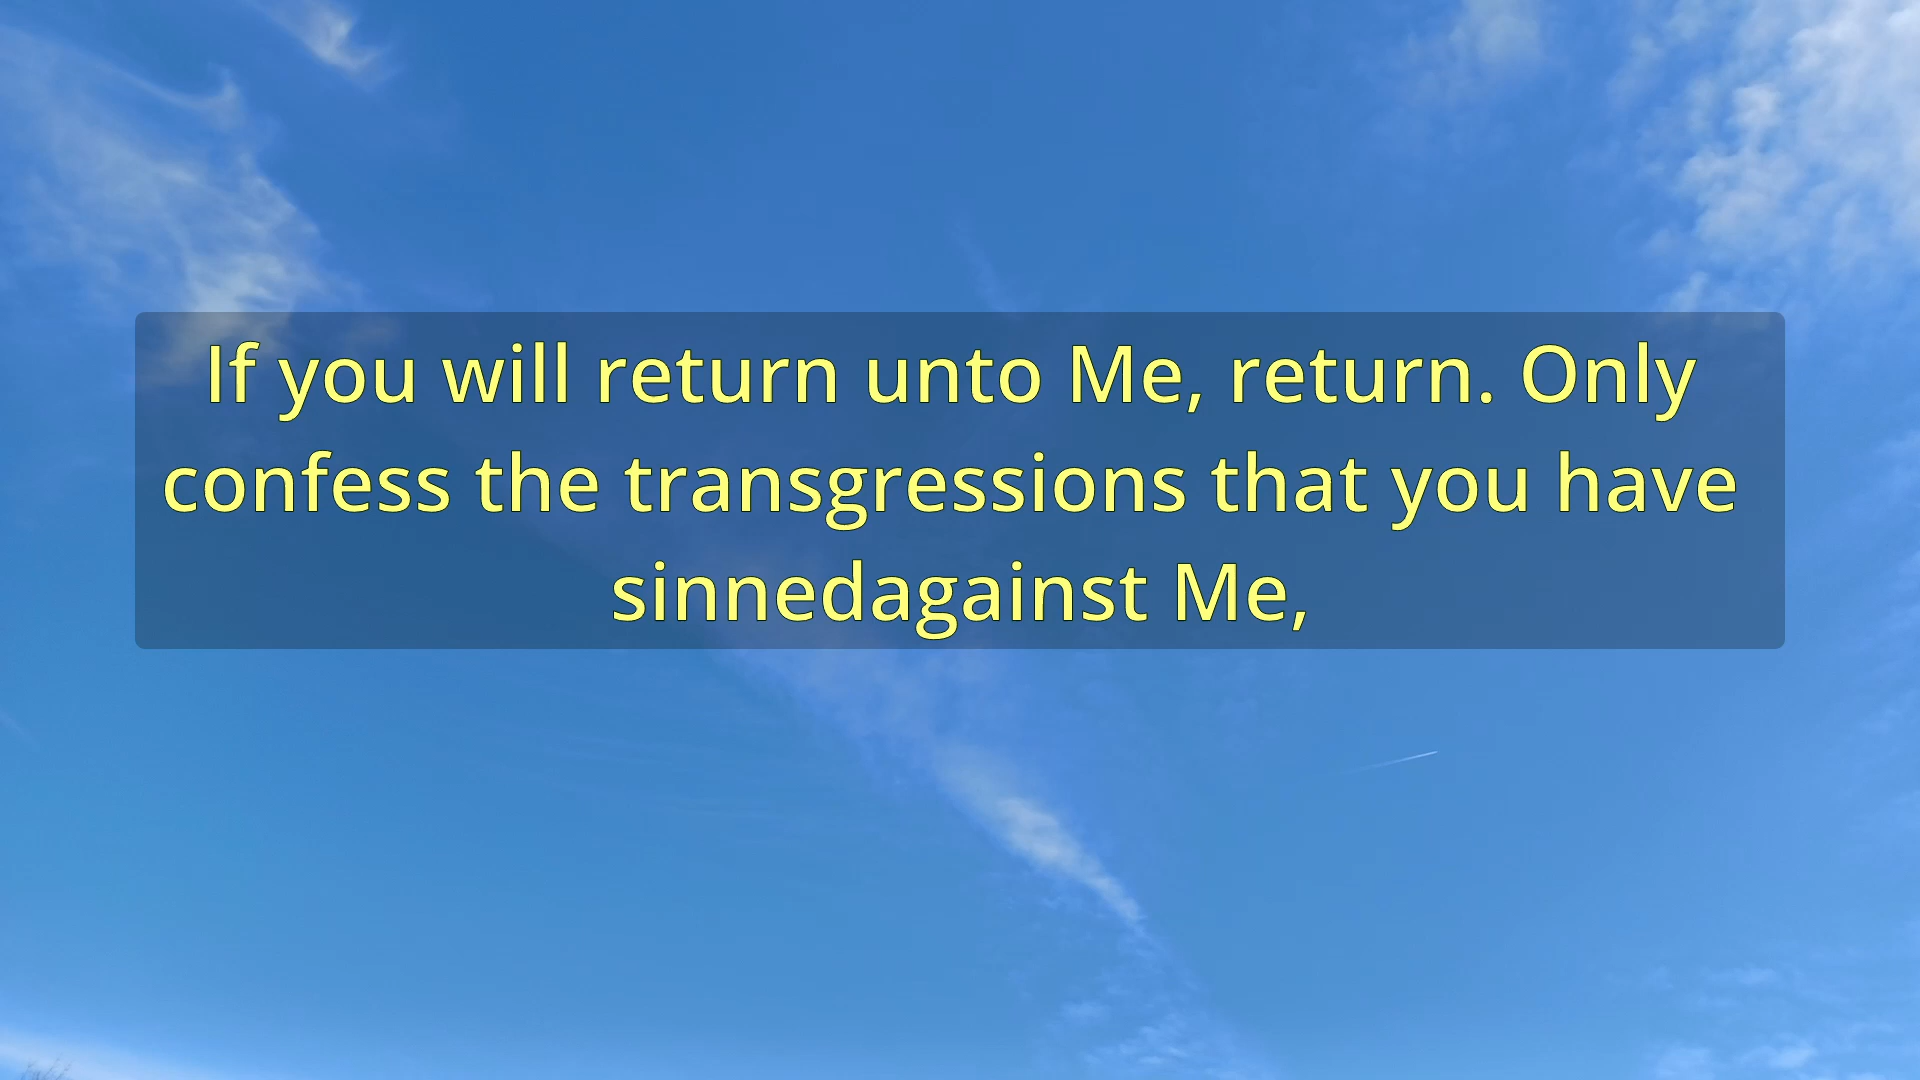 If you will return unto Me, return. Only
confess the transgressions that you have
sinnedagainst Me,